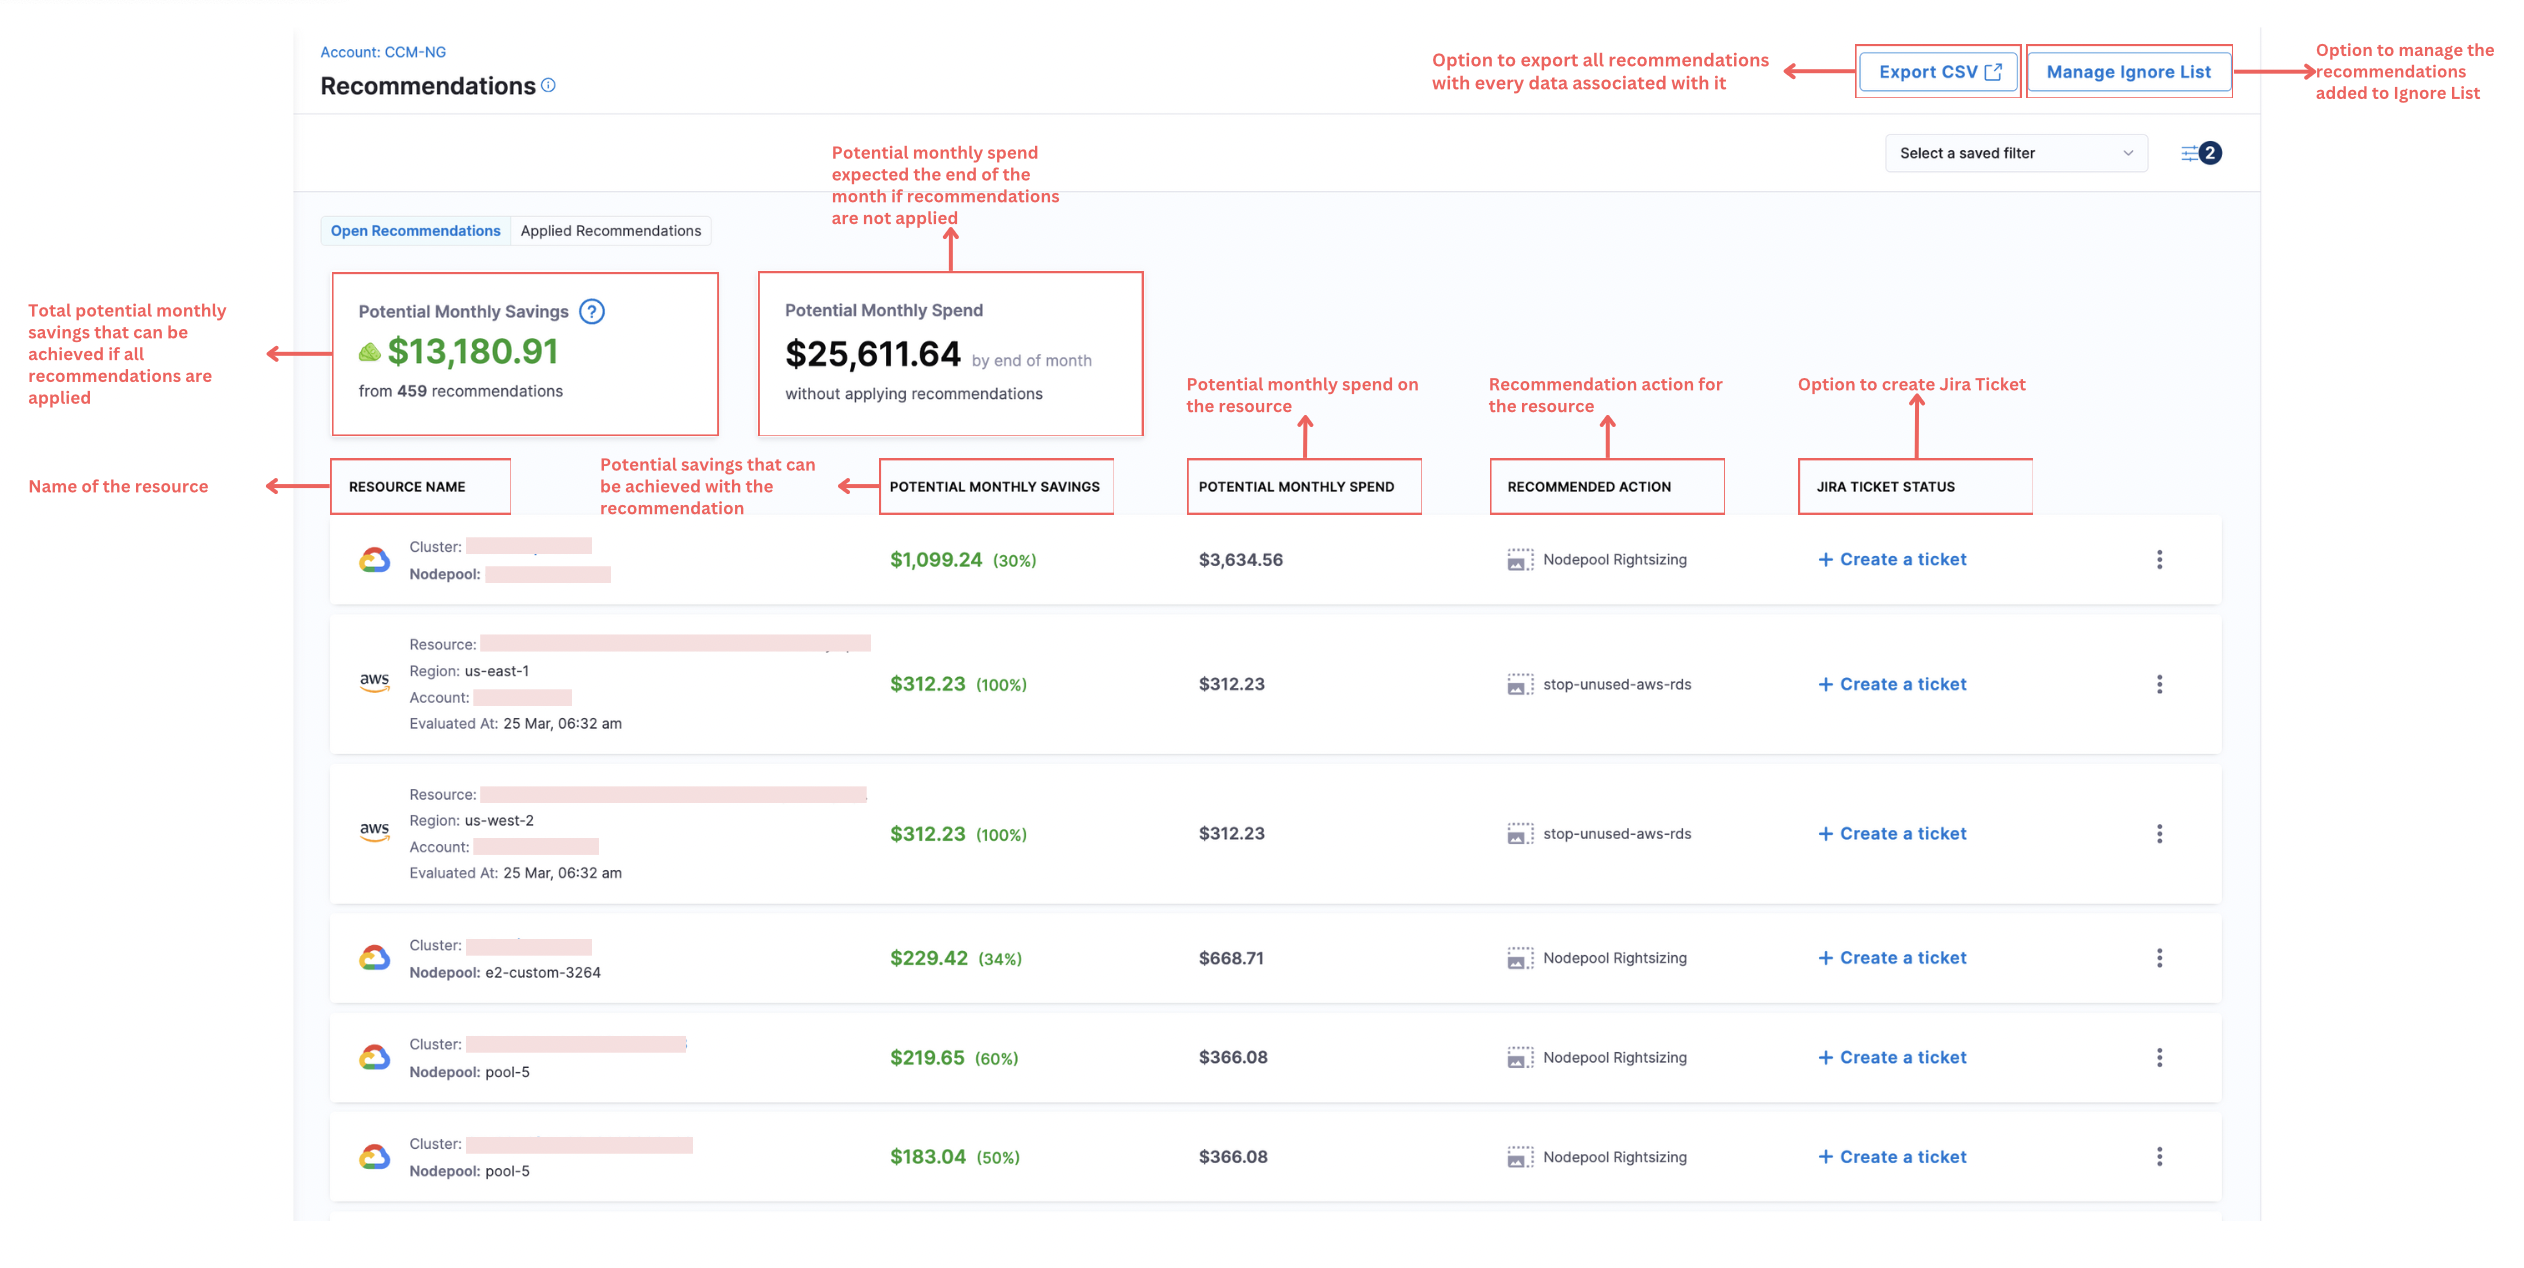 Account: CCM-NG
Recommendations
Option to export all recommendations
with every data associated with it
Export CSV
Manage Ignore List
Option to manage the
recommendations
added to Ignore List
Select a saved filter
2
Potential monthly spend
expected the end of the
month if recommendations
are not applied
Open Recommendations
Applied Recommendations
Total potential monthly
savings that can be
achieved if all
recommendations are
applied
Potential Monthly Savings ?
$13,180.91
from 459 recommendations
Potential Monthly Spend
$25,611.64 by end of month
without applying recommendations
Potential monthly spend on
the resource
Recommendation action for
the resource
Option to create Jira Ticket
Name of the resource
RESOURCE NAME
Potential savings that can
be achieved with the
recommendation
POTENTIAL MONTHLY SAVINGS
POTENTIAL MONTHLY SPEND
RECOMMENDED ACTION
JIRA TICKET STATUS
Cluster:
Nodepool:
$1,099.24 (30%)
$3,634.56
Nodepool Rightsizing
+ Create a ticket
aws
Resource:
Region: us-east-1
Account:
Evaluated At: 25 Mar, 06:32 am
$312.23 (100%)
$312.23
stop-unused-aws-rds
+ Create a ticket
aws
Resource:
Region: us-west-2
Account:
Evaluated At: 25 Mar, 06:32 am
$312.23 (100%)
$312.23
stop-unused-aws-rds
+ Create a ticket
Cluster:
Nodepool: e2-custom-3264
$229.42 (34%)
$668.71
Nodepool Rightsizing
+ Create a ticket
Cluster:
Nodepool: pool-5
$219.65 (60%)
$366.08
Nodepool Rightsizing
+ Create a ticket
Cluster:
Nodepool: pool-5
$183.04 (50%)
$366.08
Nodepool Rightsizing
+ Create a ticket